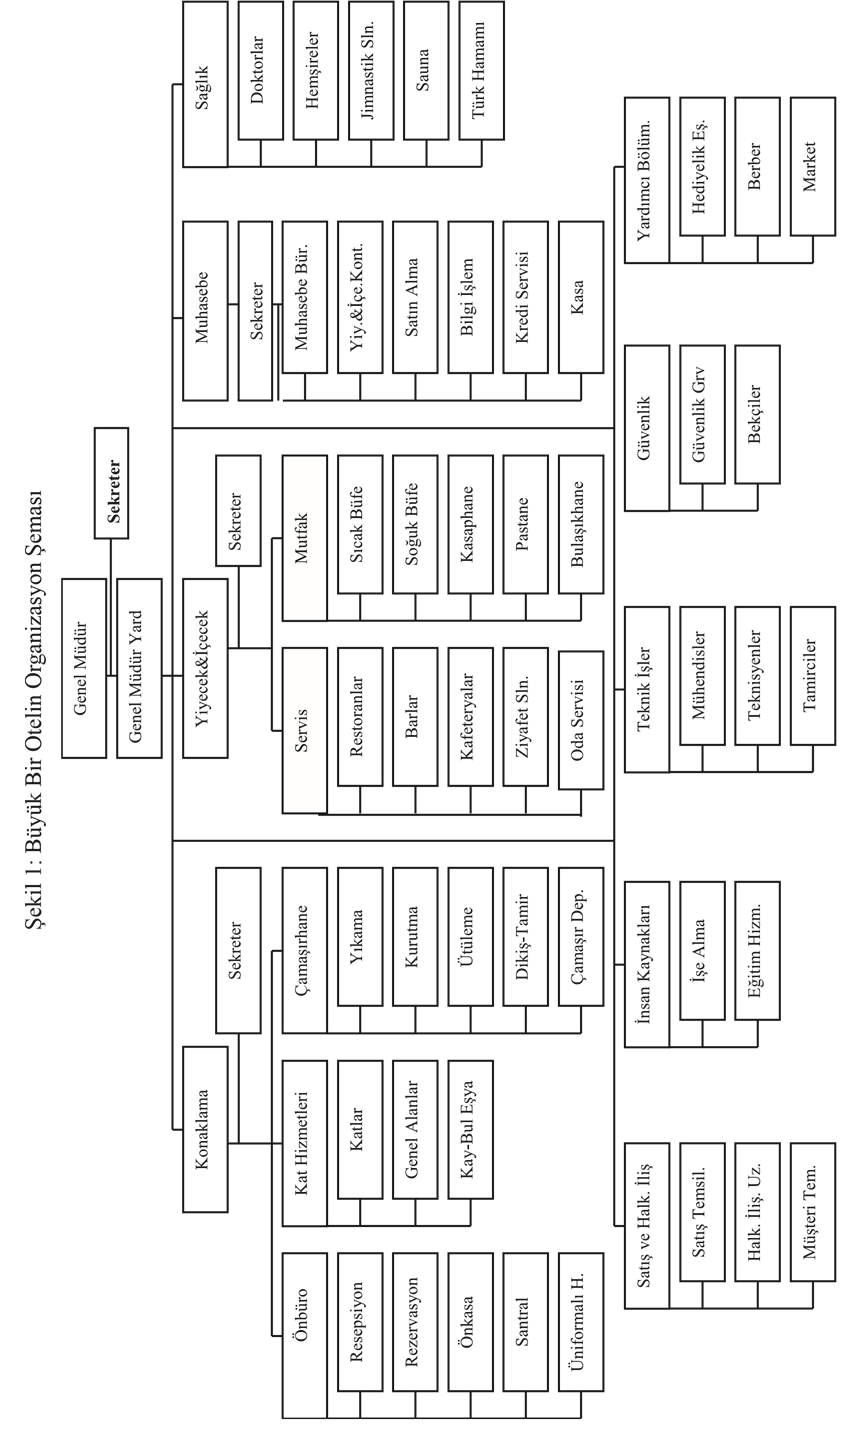 Şekil 1: Büyük Bir Otelin Organizasyon Şeması
Genel Müdür
Sekreter
Genel Müdür Yard
Konaklama
Sekreter
Önbüro
Resepsiyon
Rezervasyon
Önkasa
Santral
Üniformalı H.
Kat Hizmetleri
Katlar
Genel Alanlar
Kay-Bul Eşya
Çamaşırhane
Yıkama
Kurutma
Ütüleme
Dikiş-Tamir
Çamaşır Dep.
Yiyecek&İçecek
Sekreter
Servis
Restoranlar
Barlar
Kafeteryalar
Ziyafet Sln.
Oda Servisi
Mutfak
Sıcak Büfe
Soğuk Büfe
Kasaphane
Pastane
Bulaşıkhane
Muhasebe
Sekreter
Muhasebe Bür.
Yiy.&İçe.Kont.
Satın Alma
Bilgi İşlem
Kredi Servisi
Kasa
Sağlık
Doktorlar
Hemşireler
Jimnastik Sln.
Sauna
Türk Hamamı
Satış ve Halk. İliş
Satış Temsil.
Halk. İliş. Uz.
Müşteri Tem.
İnsan Kaynakları
İşe Alma
Eğitim Hizm.
Teknik İşler
Mühendisler
Teknisyenler
Tamirciler
Güvenlik
Güvenlik Grv
Bekçiler
Yardımcı Bölüm.
Hediyelik Eş.
Berber
Market